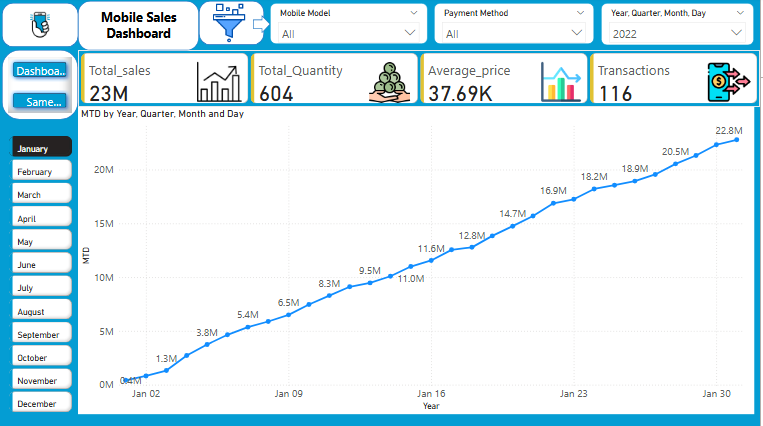 Mobile Sales
Dashboard
Mobile Model
All
Payment Method
All
Year, Quarter, Month, Day
2022
Dashboa...
Same...
Total_sales
23M
Total_Quantity
604
Average_price
37.69K
Transactions
116
January
February
March
April
May
June
July
August
September
October
November
December
MTD by Year, Quarter, Month and Day
MTD
20M
15M
10M
5M
0M
0.4M
1.3M
3.8M
5.4M
6.5M
8.3M
9.5M
11.0M
11.6M
12.8M
14.7M
16.9M
18.2M
18.9M
20.5M
22.8M
Jan 02
Jan 09
Jan 16
Jan 23
Jan 30
Year